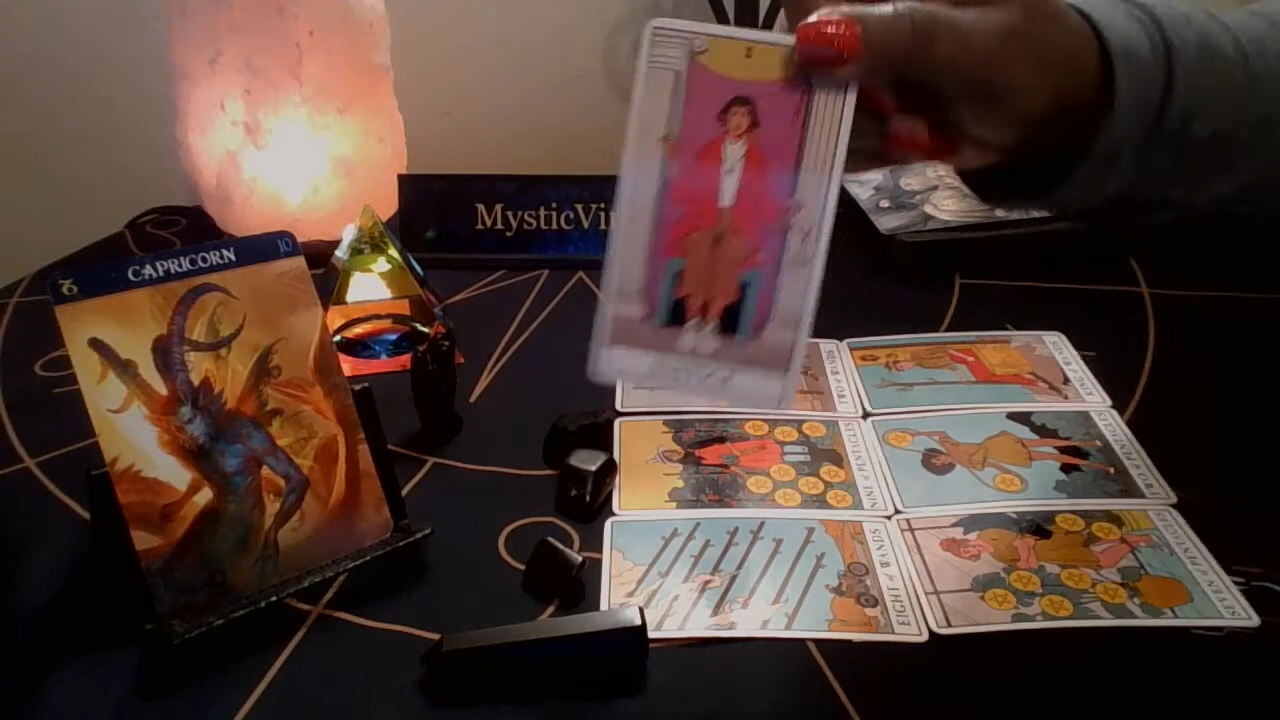 CAPRICORN 10
MysticVi
TWO of WANDS
KING of WANDS
NINE of PENTACLES
TWO of PENTACLES
EIGHT of WANDS
SEVEN of PENTACLES